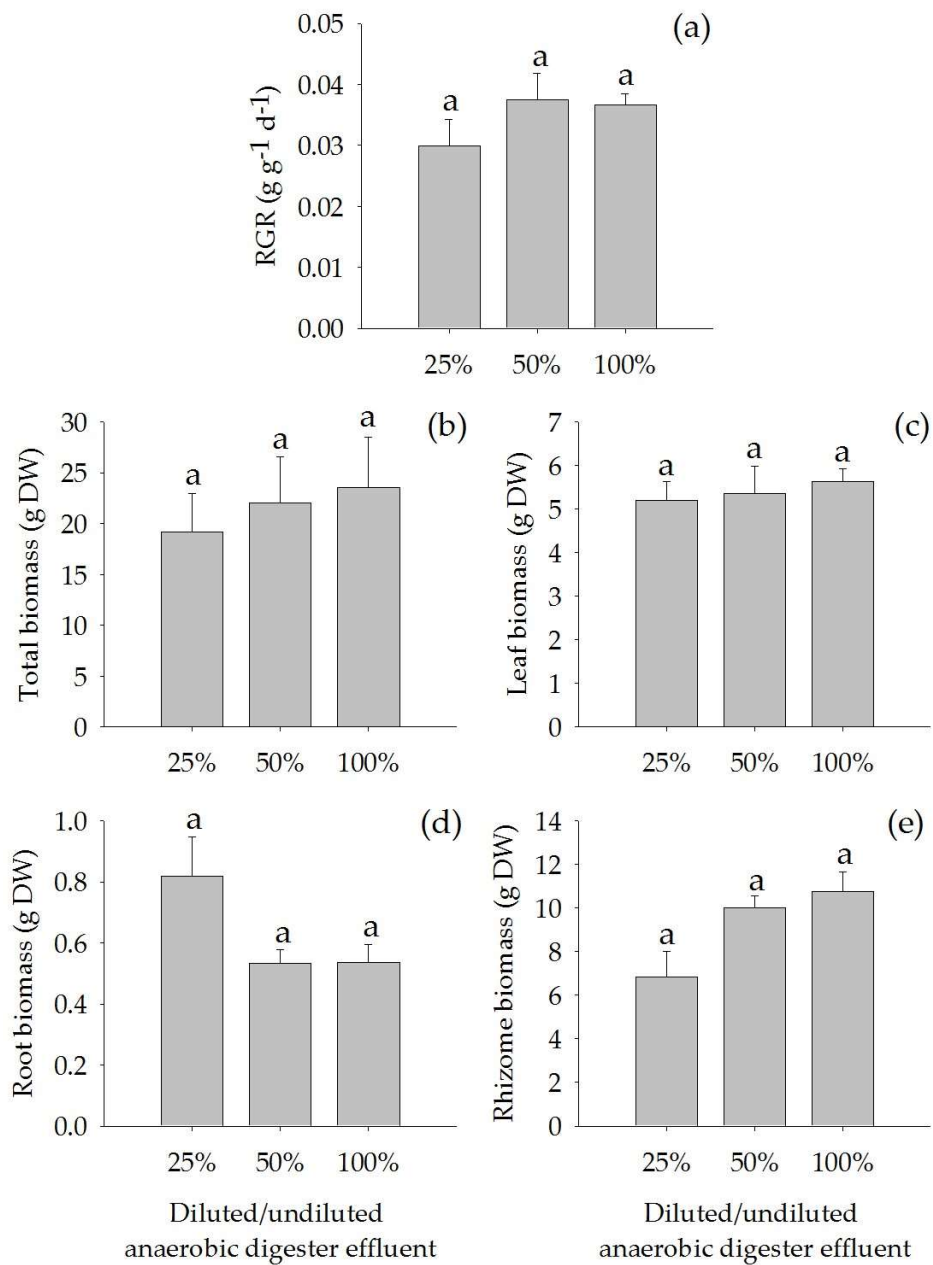 (a)
RGR (g g-1 d-1)
0.05
0.04
0.03
0.02
0.01
0.00
a
a
a
25%
50%
100%
(b)
Total biomass (g DW)
30
25
20
15
10
5
0
a
a
a
25%
50%
100%
(c)
Leaf biomass (g DW)
7
6
5
4
3
2
1
0
a
a
a
25%
50%
100%
(d)
Root biomass (g DW)
1.0
0.8
0.6
0.4
0.2
0.0
a
a
a
25%
50%
100%
Diluted/undiluted
anaerobic digester effluent
(e)
Rhizome biomass (g DW)
14
12
10
8
6
4
2
0
a
a
a
25%
50%
100%
Diluted/undiluted
anaerobic digester effluent